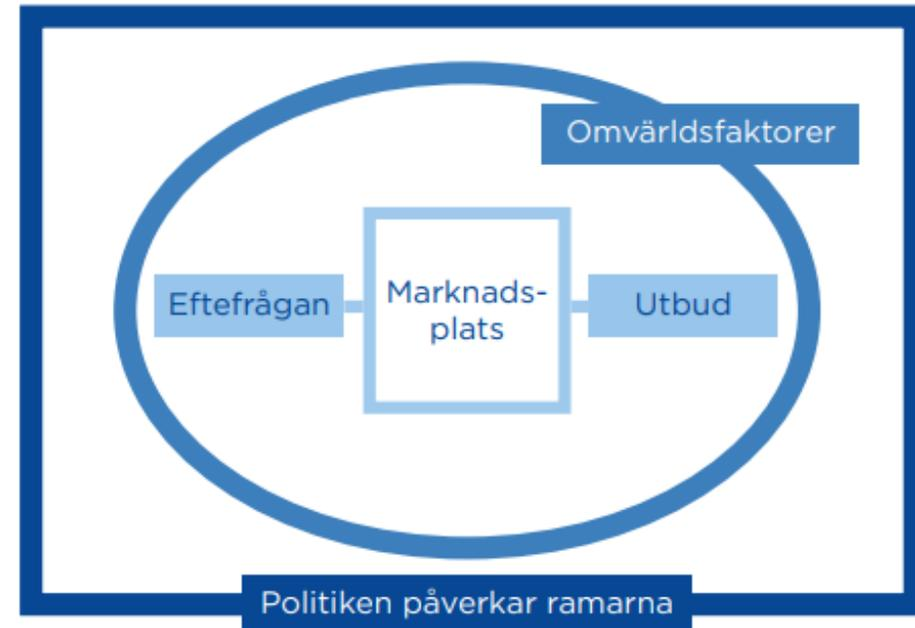 Omvärldsfaktorer
Eftefrågan
Marknads-
plats
Utbud
Politiken påverkar ramarna